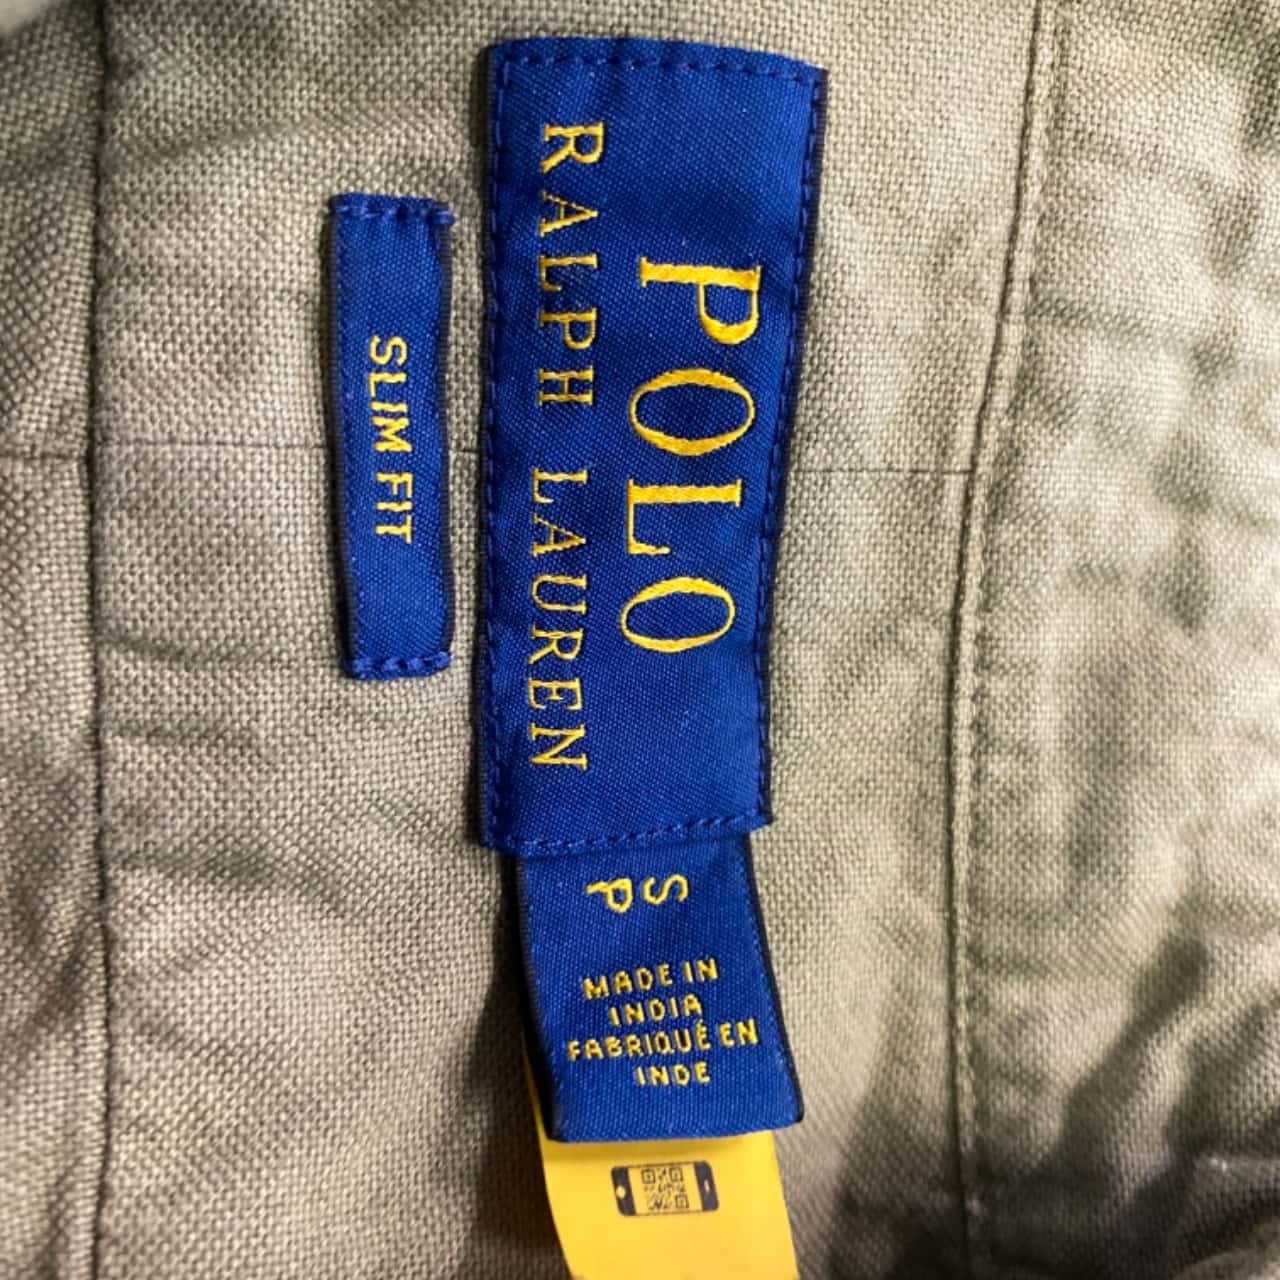 POLO
RALPH LAUREN
SLIM FIT
S
P
MADE IN
INDIA
FABRIQUÉ EN
INDE